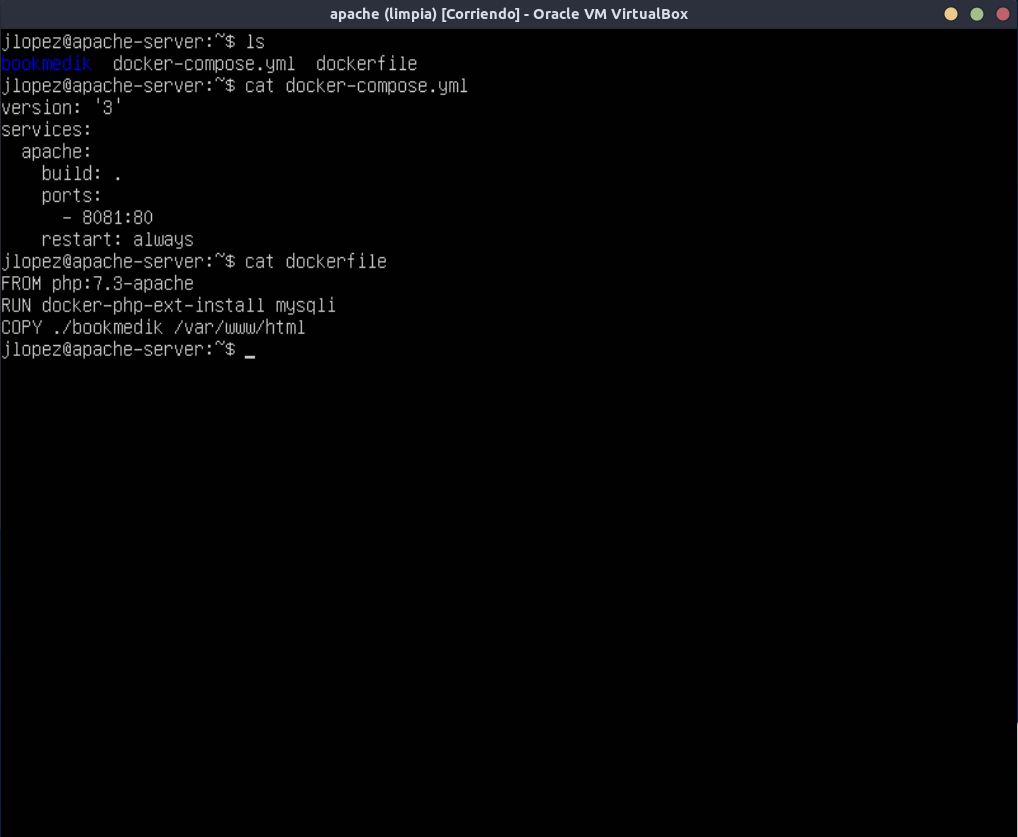 apache (limpia) [Corriendo] - Oracle VM VirtualBox
jlopez@apache-server:~$ ls
bookmedik  docker-compose.yml  dockerfile
jlopez@apache-server:~$ cat docker-compose.yml
version: '3'
services:
  apache:
    build: .
    ports:
      - 8081:80
    restart: always
jlopez@apache-server:~$ cat dockerfile
FROM php:7.3-apache
RUN docker-php-ext-install mysqli
COPY ./bookmedik /var/www/html
jlopez@apache-server:~$ _